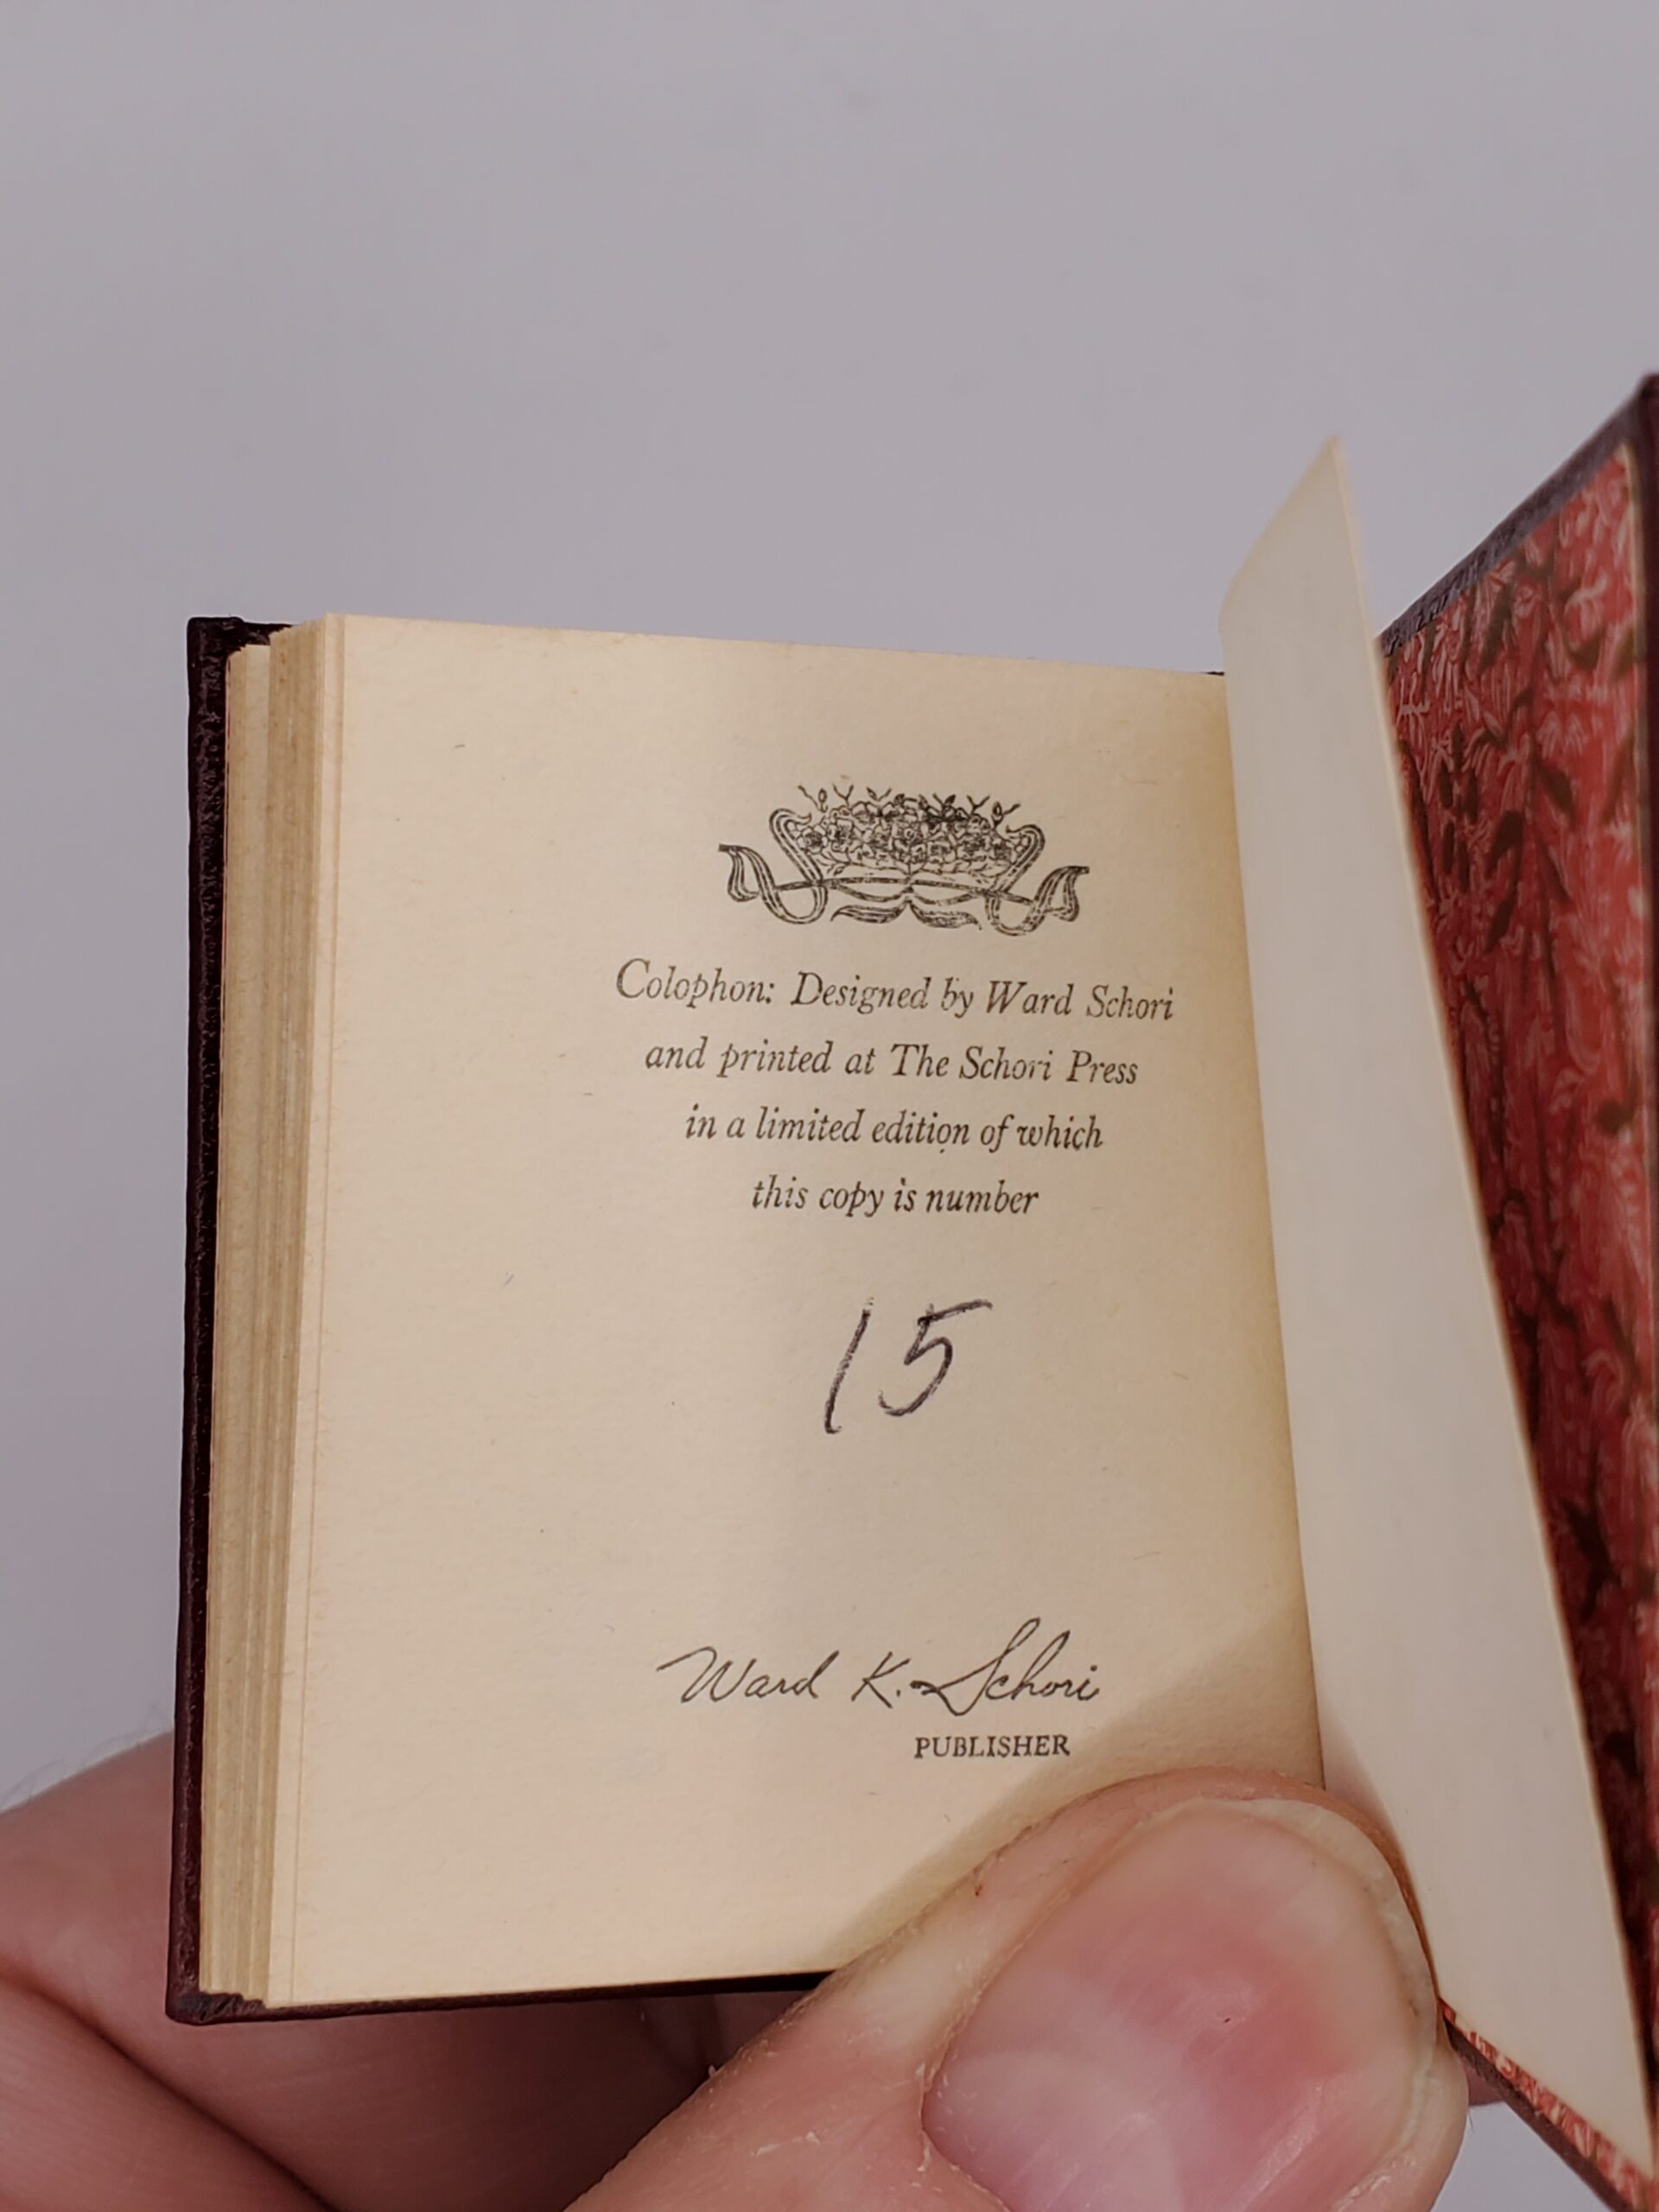 Colophon: Designed by Ward Schori
and printed at The Schori Press
in a limited edition of which
this copy is number
15
Ward K. Schori
PUBLISHER